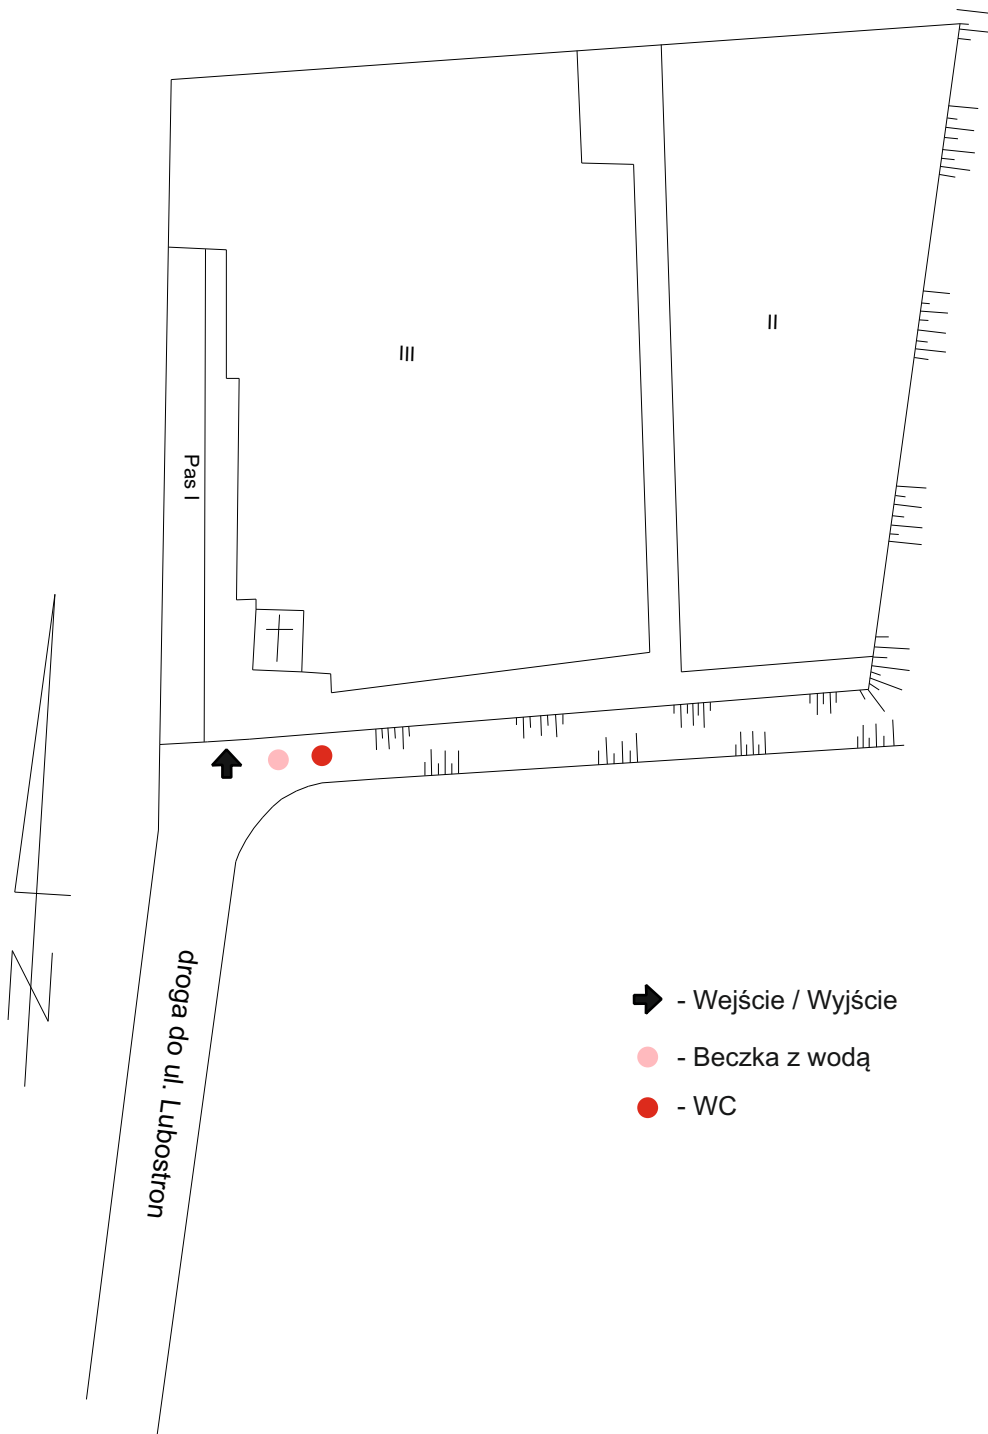 III
II
Pas I
N
droga do ul. Lubostron
- Wejście / Wyjście
- Beczka z wodą
- WC